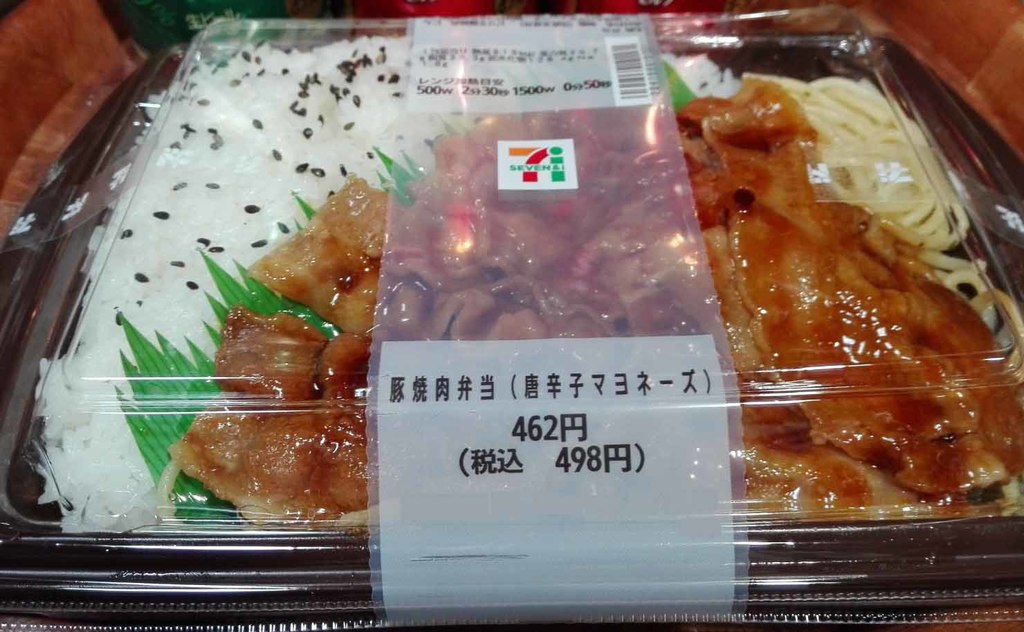 レンジ加熱目安
500W 2分30秒 1500W 0分50秒
SEVEN&i
豚焼肉弁当（唐辛子マヨネーズ）
462円
（税込 498円）